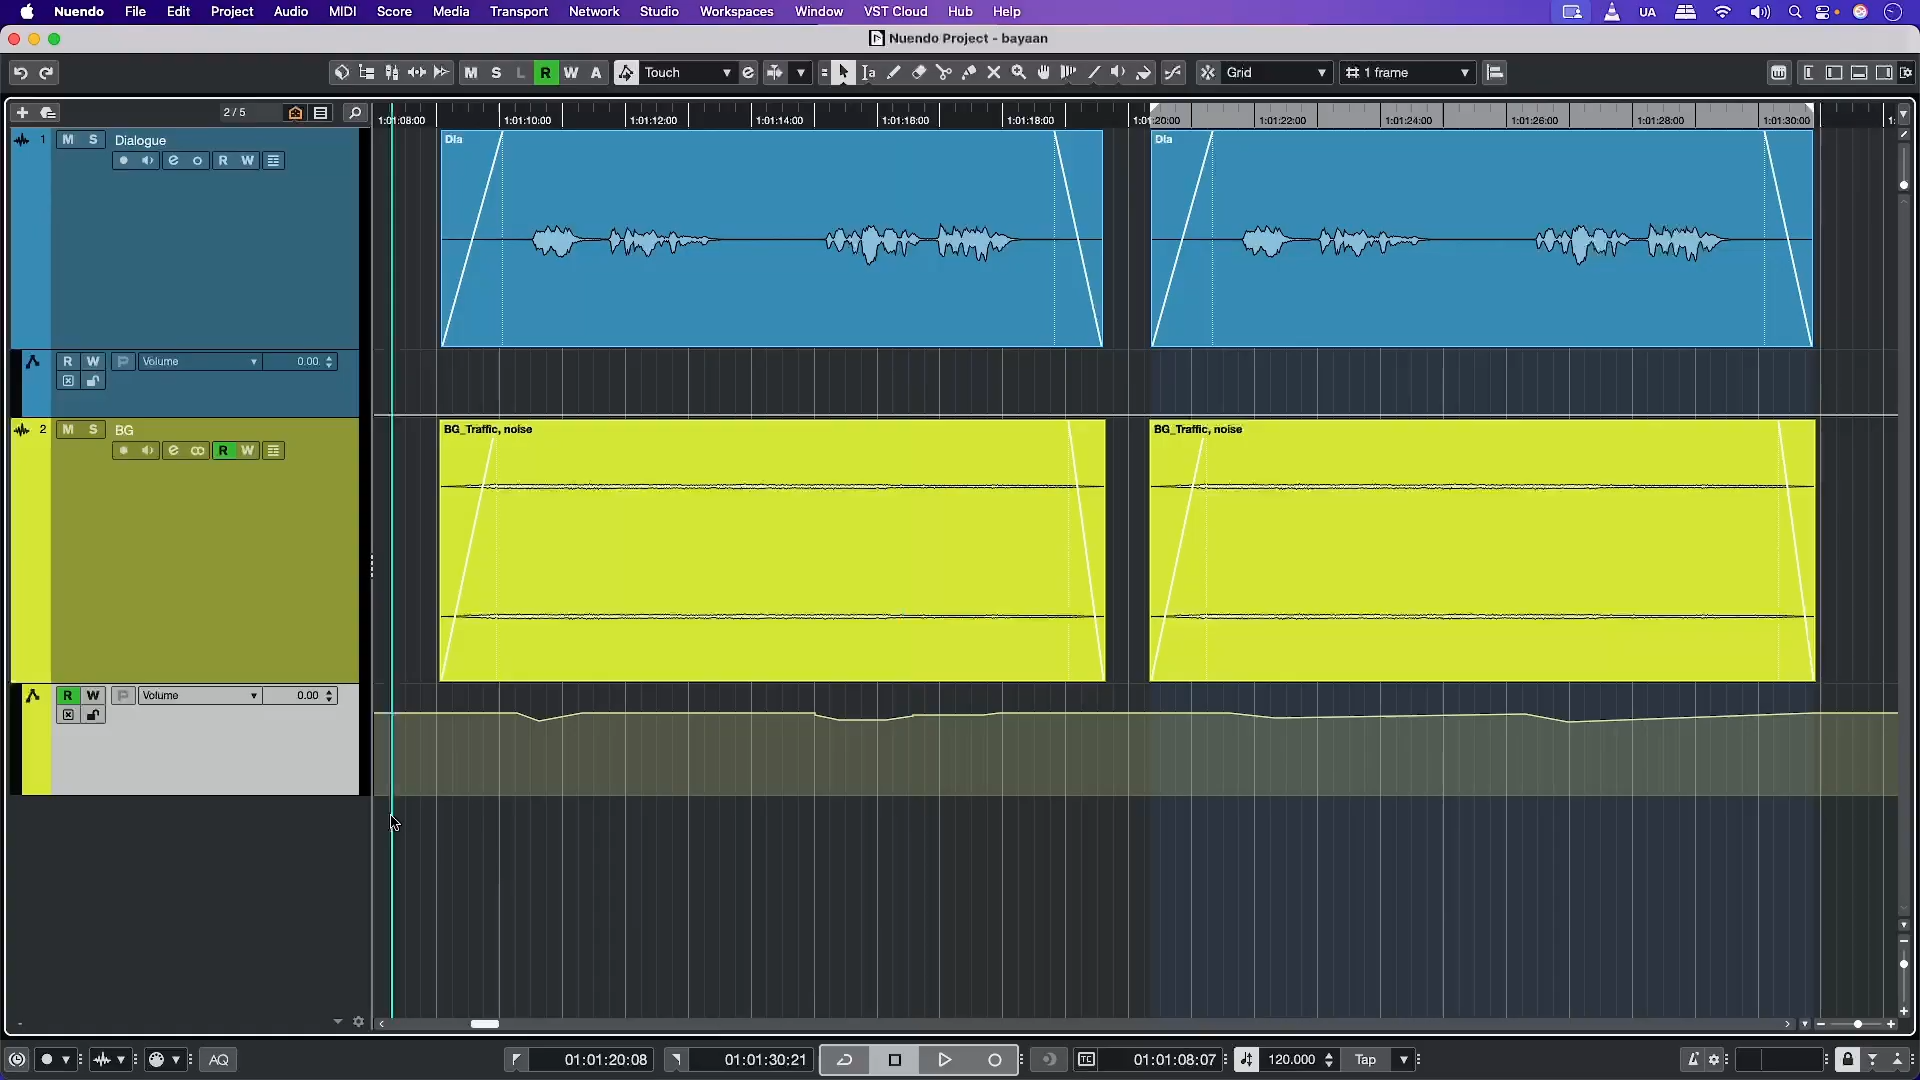 Nuendo File Edit Project Audio MIDI Score Media Transport Network Studio Workspaces Window VST Cloud Hub Help UA
Nuendo Project - bayaan
M S L R W A Touch Grid 1 frame
2 / 5
1:01:08:00 1:01:10:00 1:01:12:00 1:01:14:00 1:01:16:00 1:01:18:00 1:01:20:00 1:01:22:00 1:01:24:00 1:01:26:00 1:01:28:00 1:01:30:00 1:
1 M S Dialogue
R W
Dia Dia
R W P Volume 0.00
2 M S BG
R W
BG_Traffic, noise BG_Traffic, noise
R W P Volume 0.00
AQ 01:01:20:08 01:01:30:21 TC 01:01:08:07 120.000 Tap